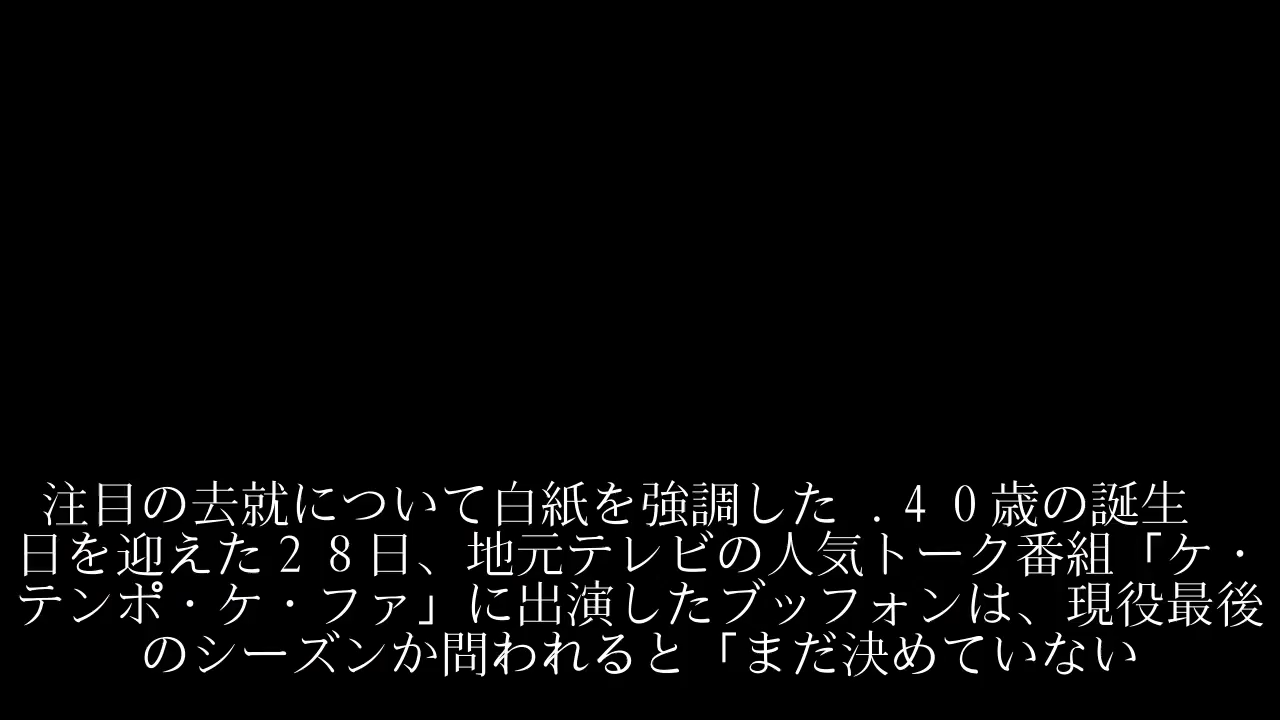 注目の去就について白紙を強調した　.４０歳の誕生
日を迎えた２８日、地元テレビの人気トーク番組「ケ・
テンポ・ケ・ファ」に出演したブッフォンは、現役最後
のシーズンか問われると「まだ決めていない